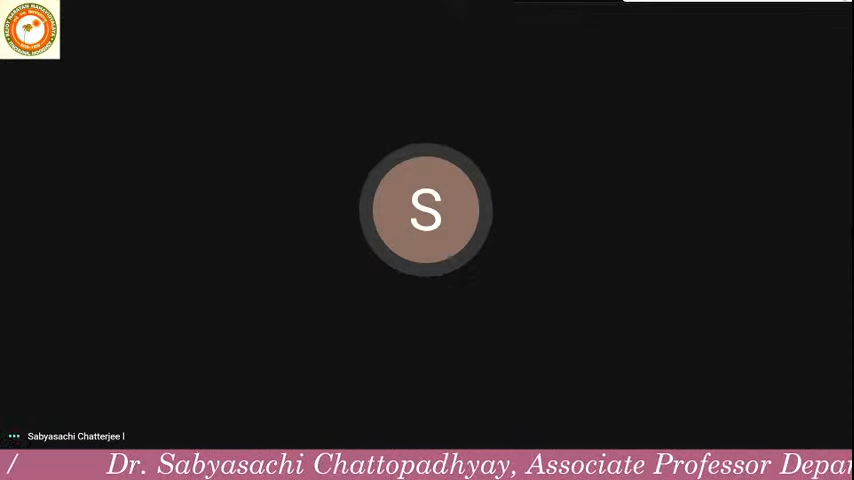 S
Sabyasachi Chatterjee l
/ Dr. Sabyasachi Chattopadhyay, Associate Professor Depar